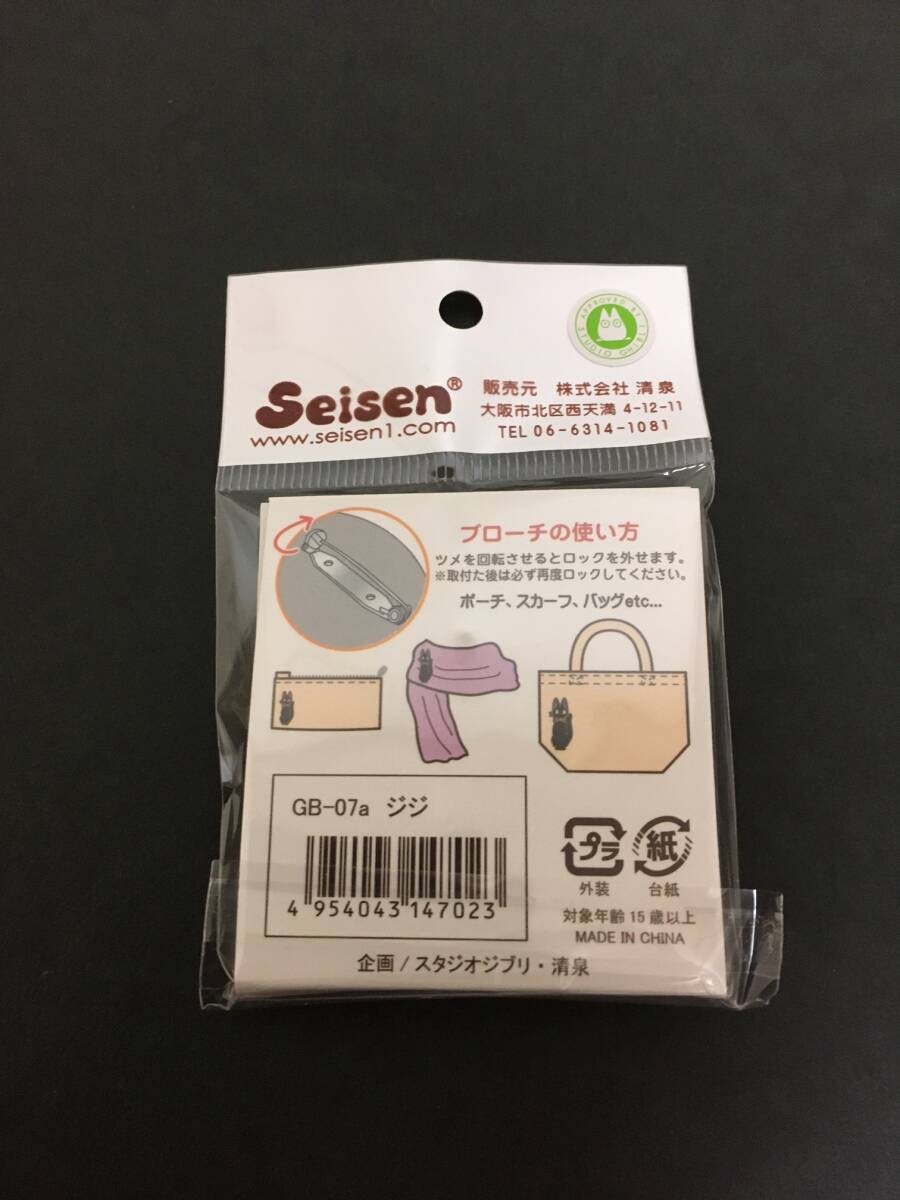 APPROVED BY
STUDIO GHIBLI
Seisen®
www.seisen1.com
販売元 株式会社 清泉
大阪市北区西天満 4-12-11
TEL 06-6314-1081
ブローチの使い方
ツメを回転させるとロックを外せます。
※取付た後は必ず再度ロックしてください。
ポーチ、スカーフ、バッグetc...
GB-07a ジジ
4 954043 147023
プラ
外装
紙
台紙
対象年齢 15歳以上
MADE IN CHINA
企画/スタジオジブリ・清泉